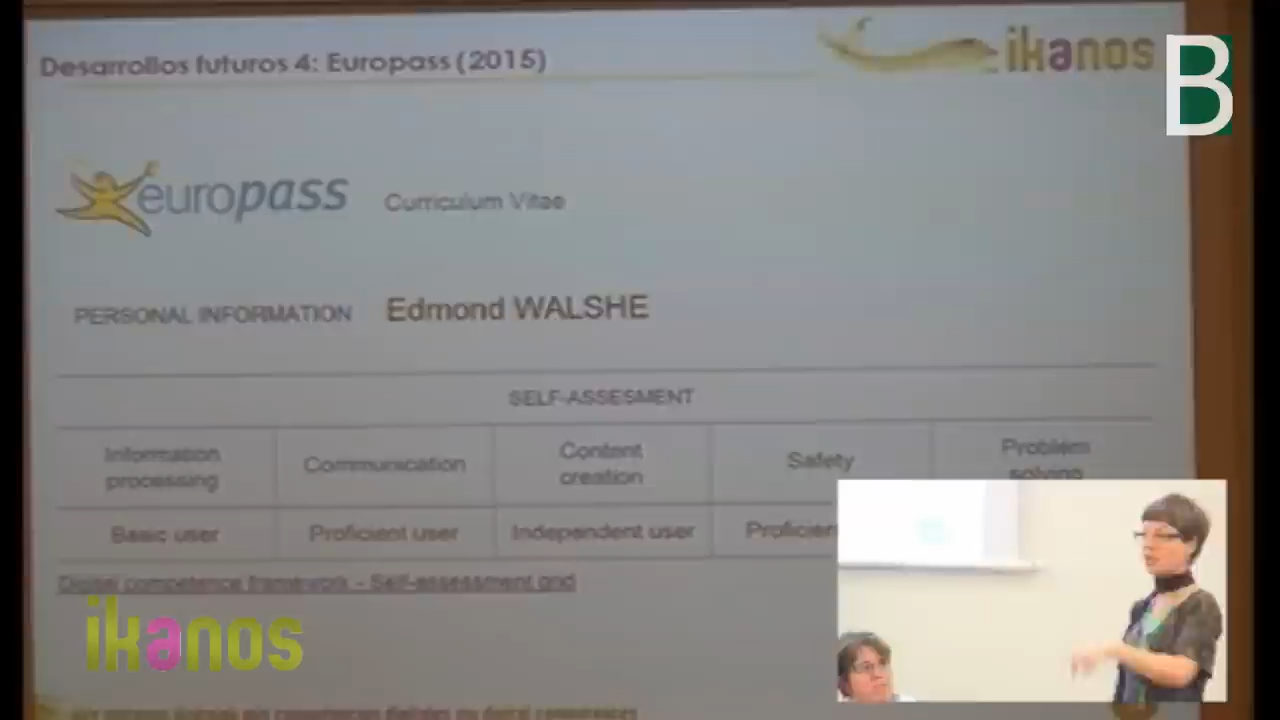 Desarrollos futuros 4: Europass (2015)
ikanos
B
europass
Curriculum Vitae
PERSONAL INFORMATION
Edmond WALSHE
SELF-ASSESMENT
Information
processing
Communication
Content
creation
Safety
Problem
solving
Basic user
Proficient user
Independent user
Digital competence framework - Self-assessment grid
ikanos